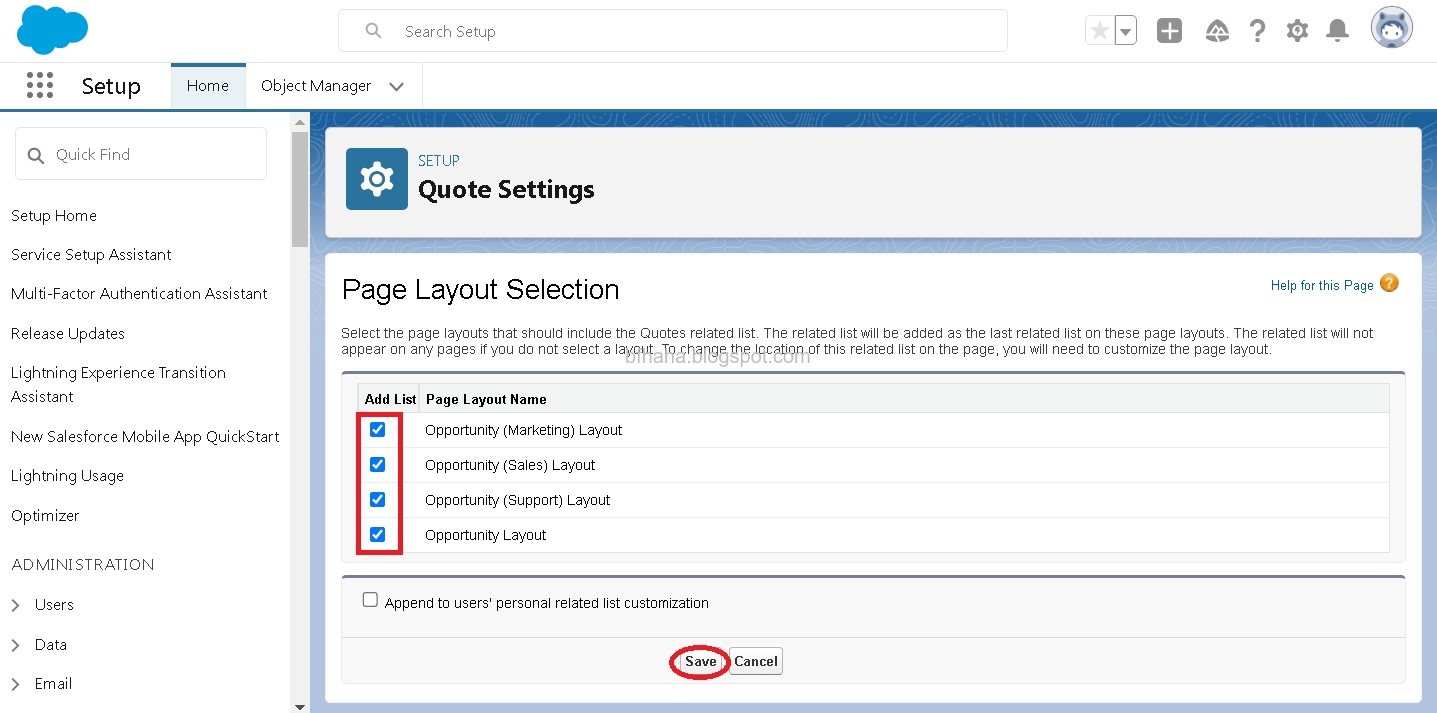 Search Setup
Setup
Home
Object Manager
Quick Find
Setup Home
Service Setup Assistant
Multi-Factor Authentication Assistant
Release Updates
Lightning Experience Transition
Assistant
New Salesforce Mobile App QuickStart
Lightning Usage
Optimizer
ADMINISTRATION
Users
Data
Email
SETUP
Quote Settings
Page Layout Selection
Help for this Page ?
Select the page layouts that should include the Quotes related list. The related list will be added as the last related list on these page layouts. The related list will not
appear on any pages if you do not select a layout. To change the location of this related list on the page, you will need to customize the page layout.
bihaha.blogspot.com
Add List Page Layout Name
Opportunity (Marketing) Layout
Opportunity (Sales) Layout
Opportunity (Support) Layout
Opportunity Layout
Append to users' personal related list customization
Save Cancel